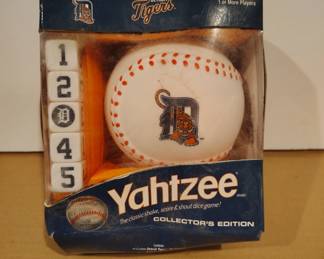 Tigers
1 or More Players
1
2
D
4
5
D
Yahtzee
The classic shake, score & shout dice game!
COLLECTOR'S EDITION